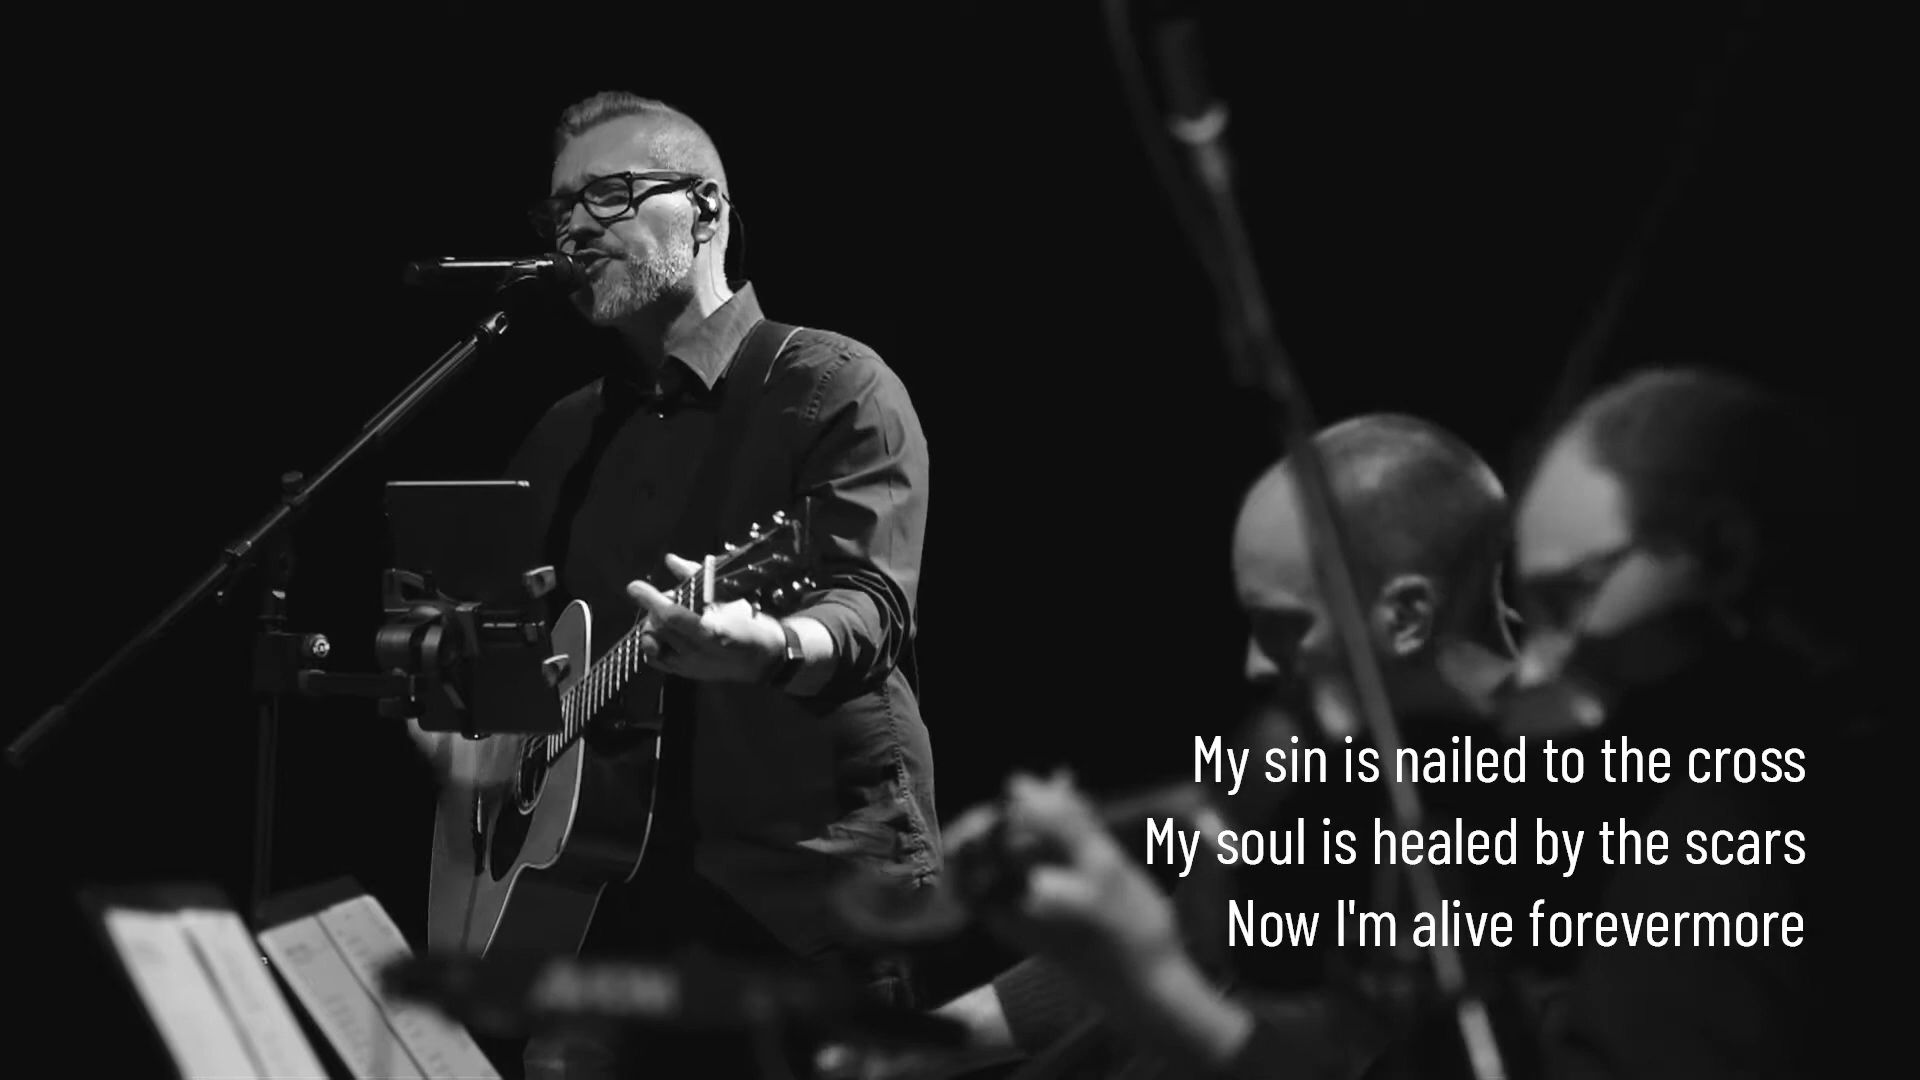 My sin is nailed to the cross
My soul is healed by the scars
Now I'm alive forevermore